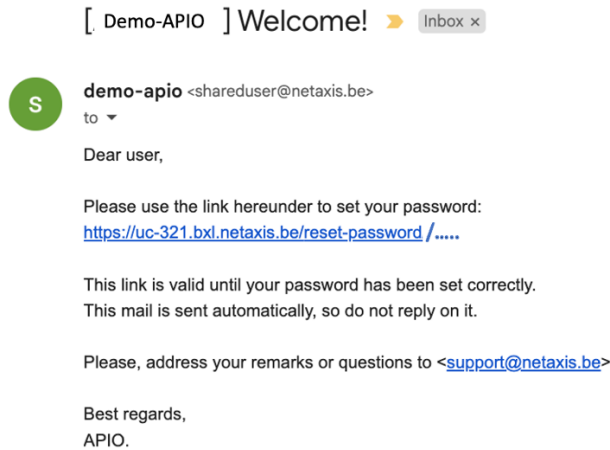 [ Demo-APIO ] Welcome! Inbox ×
S
demo-apio <shareduser@netaxis.be>
to
Dear user,
Please use the link hereunder to set your password:
https://uc-321.bxl.netaxis.be/reset-password/.....
This link is valid until your password has been set correctly.
This mail is sent automatically, so do not reply on it.
Please, address your remarks or questions to <support@netaxis.be>
Best regards,
APIO.